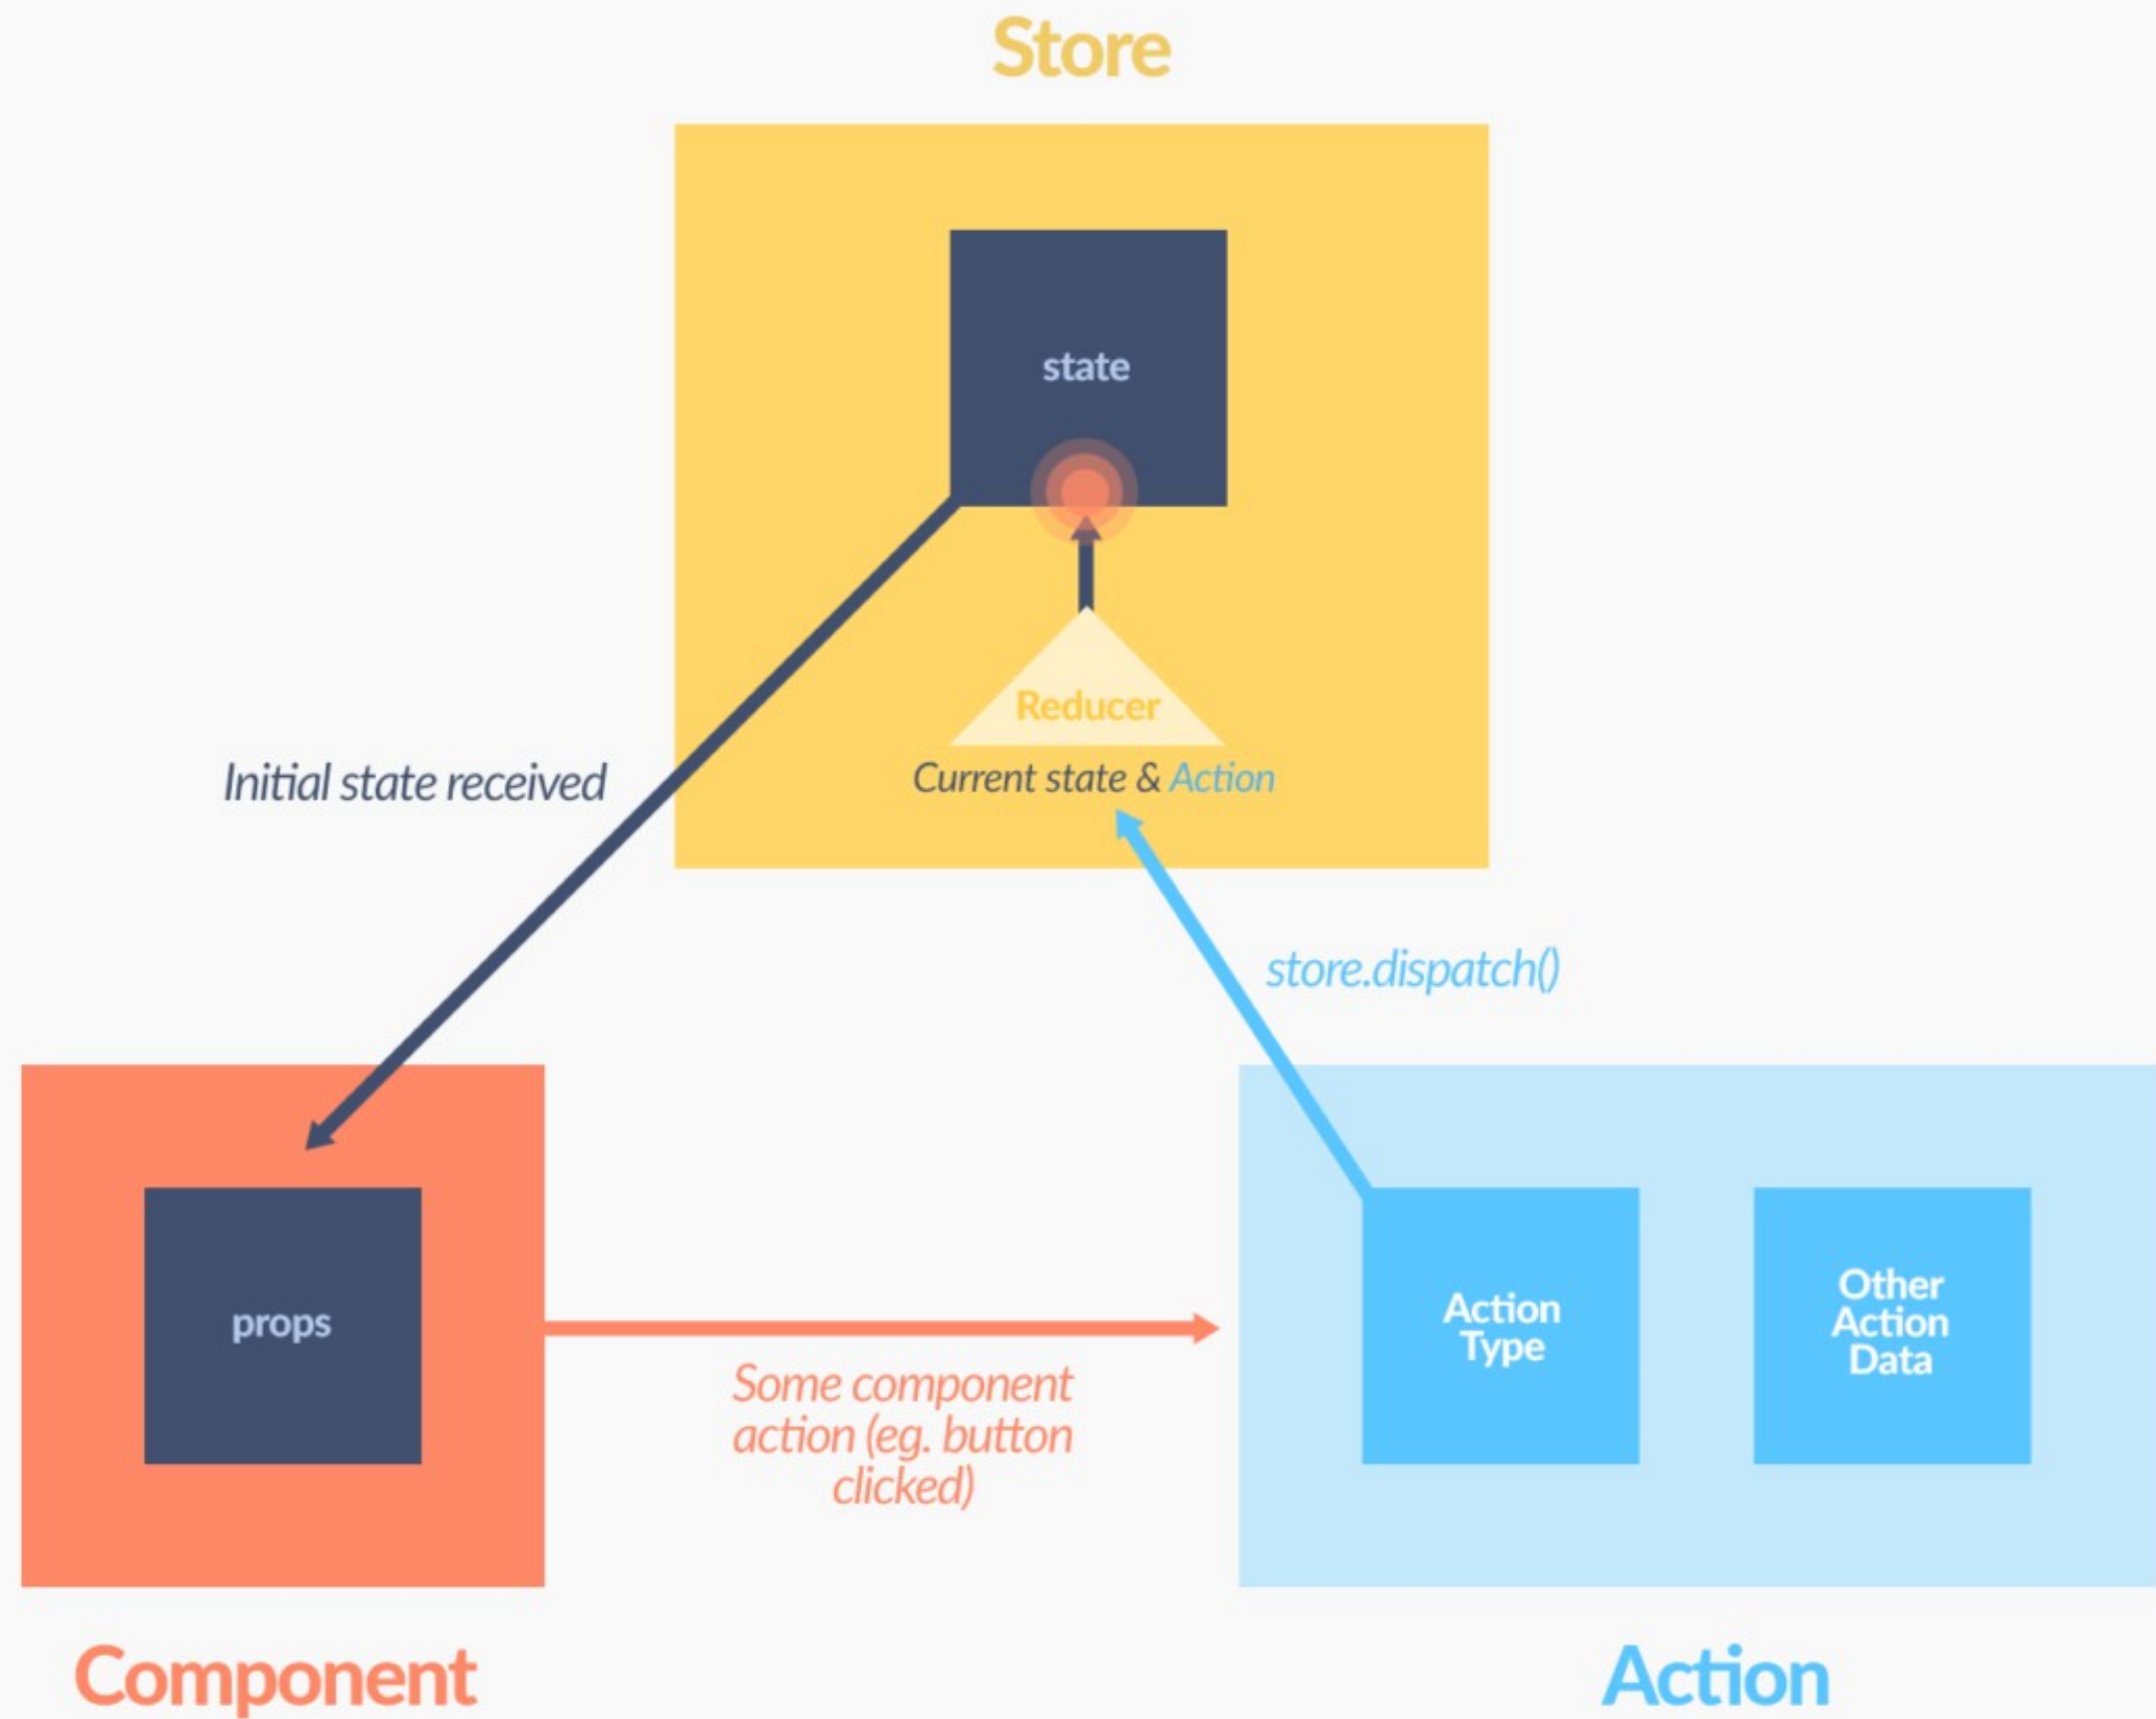 Store
state
Reducer
Current state & Action
Initial state received
store.dispatch()
props
Some component
action (eg. button
clicked)
Action
Type
Other
Action
Data
Component
Action